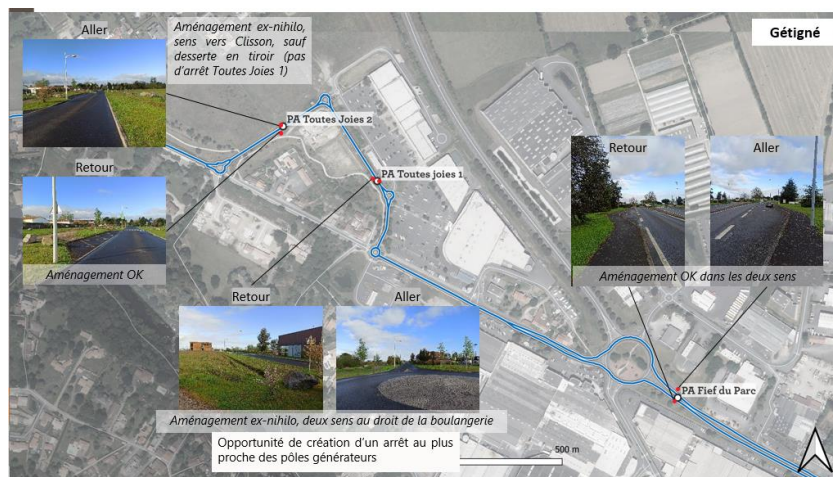 Aller
Aménagement ex-nihilo,
sens vers Clisson, sauf
desserte en tiroir (pas
d'arrêt Toutes Joies 1)
Gétigné
PA Toutes Joies 2
Retour
Aménagement OK
PA Toutes joies 1
Retour
Aller
Aménagement OK dans les deux sens
Retour
Aller
Aménagement ex-nihilo, deux sens au droit de la boulangerie
Opportunité de création d'un arrêt au plus
proche des pôles générateurs
PA Fief du Parc
500 m